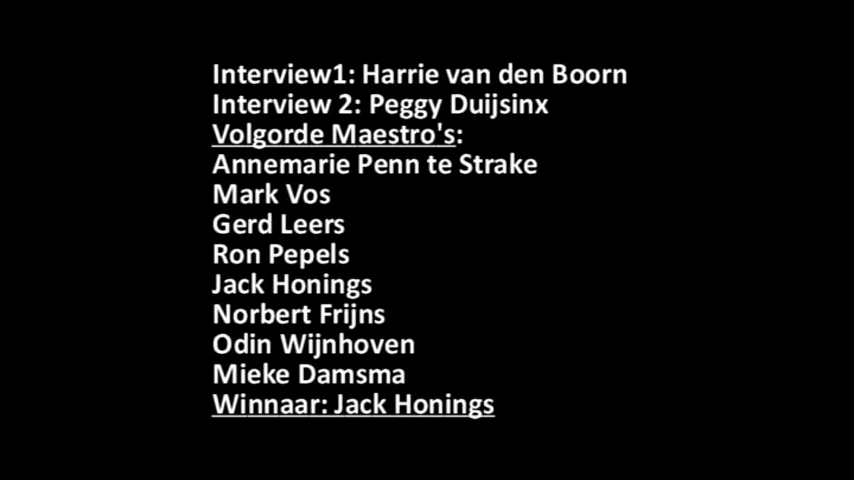 Interview1: Harrie van den Boorn
Interview 2: Peggy Duijsinx
Volgorde Maestro's:
Annemarie Penn te Strake
Mark Vos
Gerd Leers
Ron Pepels
Jack Honings
Norbert Frijns
Odin Wijnhoven
Mieke Damsma
Winnaar: Jack Honings